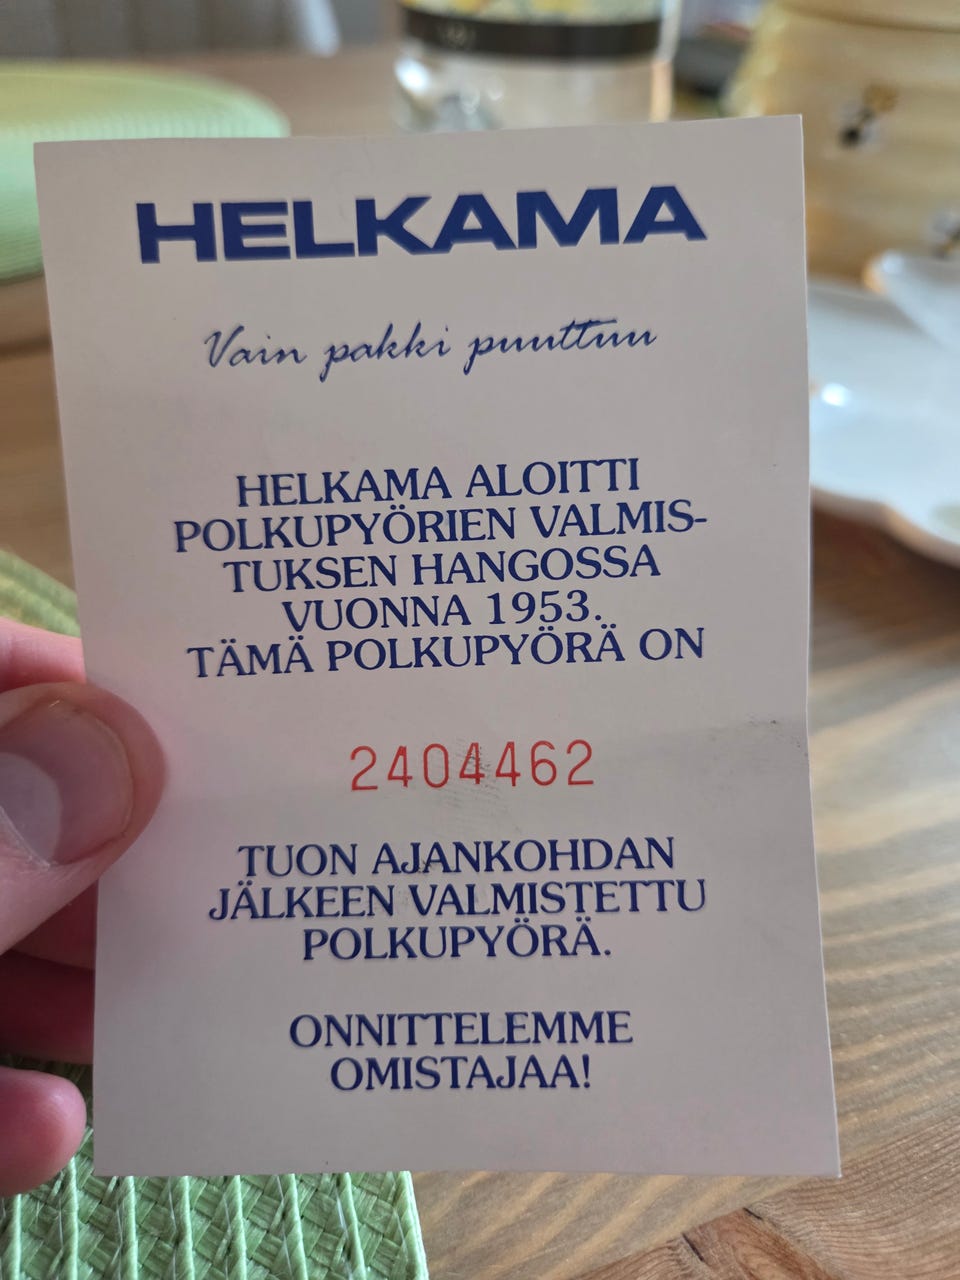 HELKAMA
Vain pakki puuttuu
HELKAMA ALOITTI
POLKUPYÖRIEN VALMIS-
TUKSEN HANGOSSA
VUONNA 1953.
TÄMÄ POLKUPYÖRÄ ON
2404462
TUON AJANKOHDAN
JÄLKEEN VALMISTETTU
POLKUPYÖRÄ.
ONNITTELEMME
OMISTAJAA!